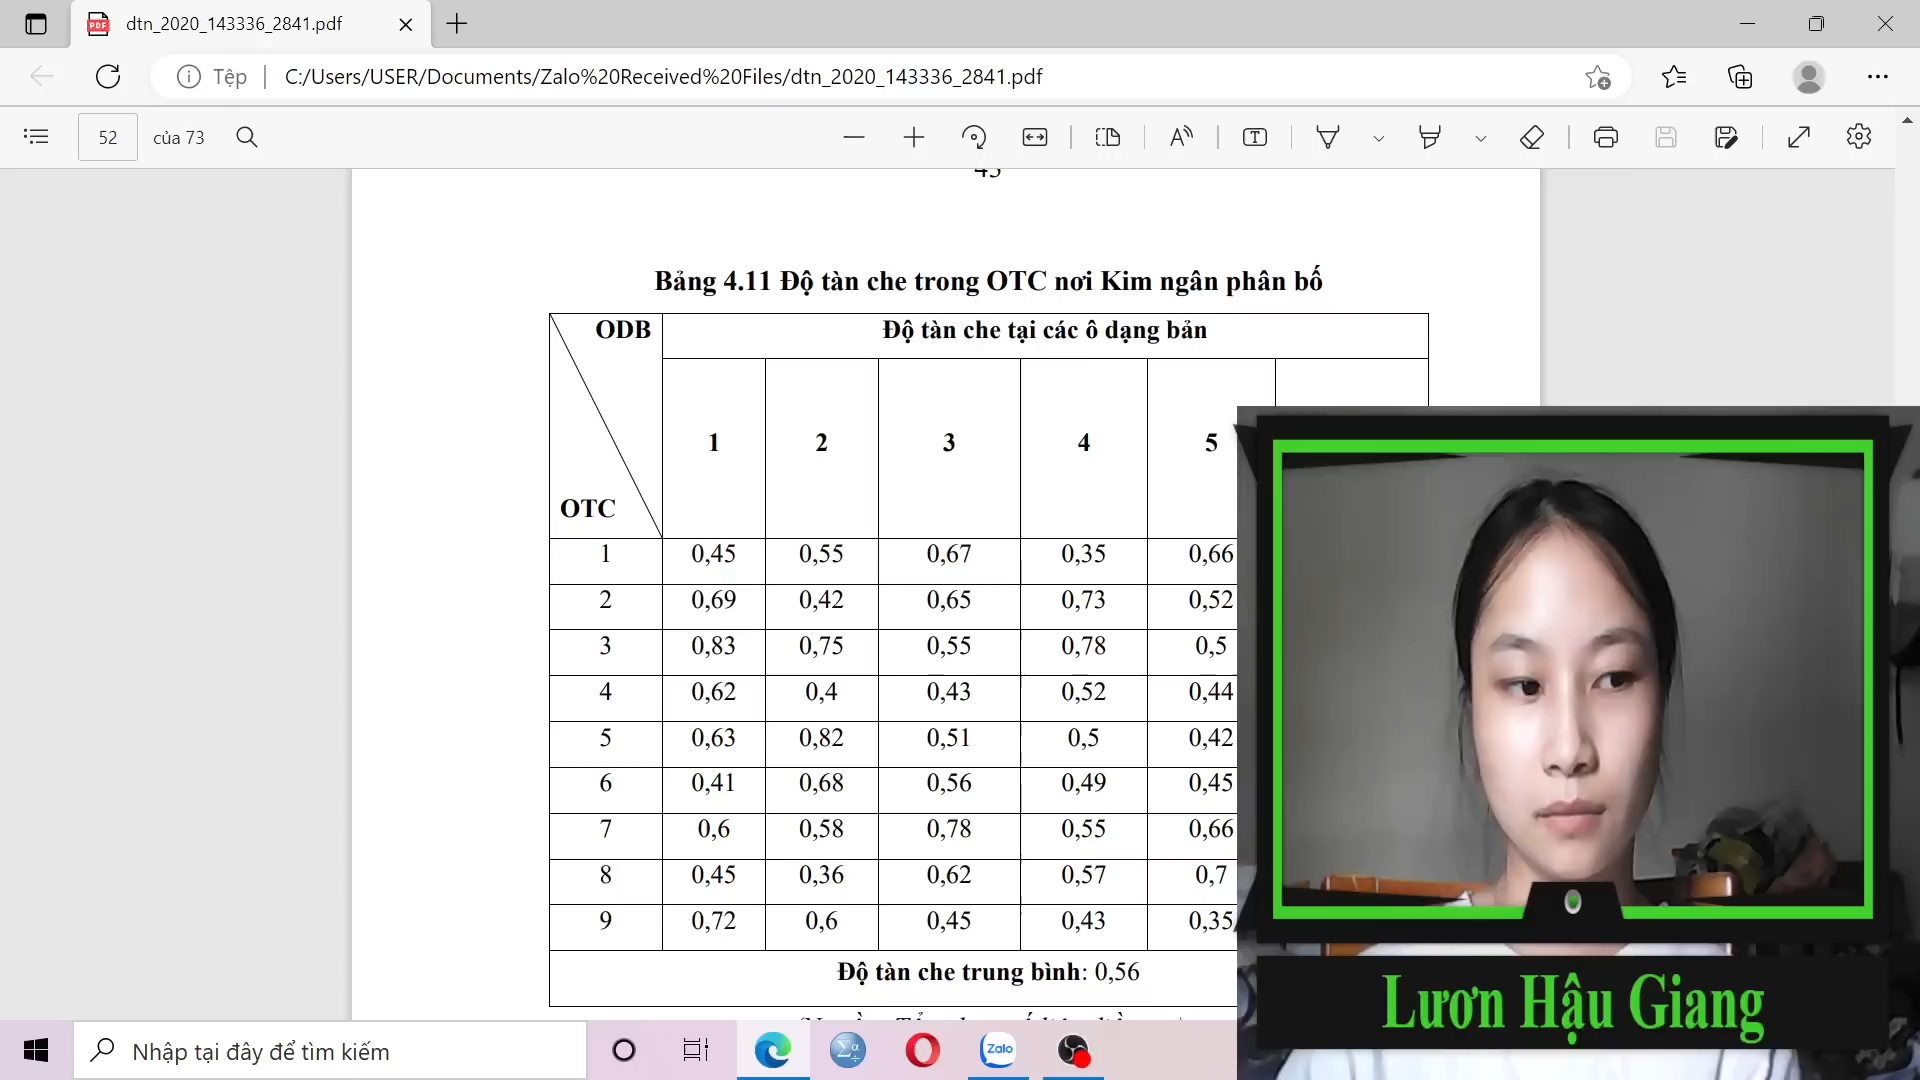 dtn_2020_143336_2841.pdf
Tệp
C:/Users/USER/Documents/Zalo%20Received%20Files/dtn_2020_143336_2841.pdf
52 của 73
Bảng 4.11 Độ tàn che trong OTC nơi Kim ngân phân bố
ODB Độ tàn che tại các ô dạng bản
1 2 3 4 5
OTC
1 0,45 0,55 0,67 0,35 0,66
2 0,69 0,42 0,65 0,73 0,52
3 0,83 0,75 0,55 0,78 0,5
4 0,62 0,4 0,43 0,52 0,44
5 0,63 0,82 0,51 0,5 0,42
6 0,41 0,68 0,56 0,49 0,45
7 0,6 0,58 0,78 0,55 0,66
8 0,45 0,36 0,62 0,57 0,7
9 0,72 0,6 0,45 0,43 0,35
Độ tàn che trung bình: 0,56
Lươn Hậu Giang
Nhập tại đây để tìm kiếm
Zalo